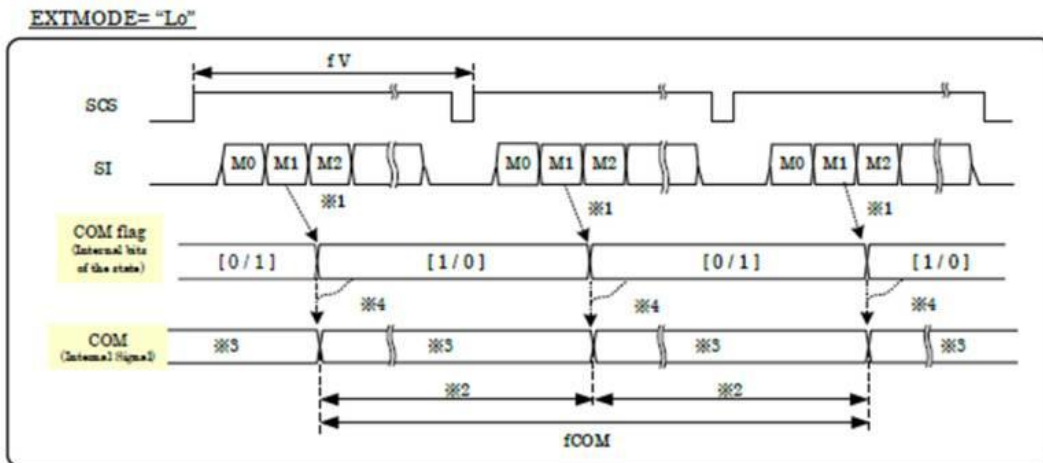 EXTMODE= "Lo"
f V
SCS
SI
M0 M1 M2
M0 M1 M2
M0 M1 M2
※1
※1
※1
COM flag
(Internal bits
of the state)
[ 0 / 1 ]
[ 1 / 0 ]
[ 0 / 1 ]
[ 1 / 0 ]
※4
※4
※4
COM
(Internal Signal)
※3
※3
※3
※3
※2
※2
fCOM